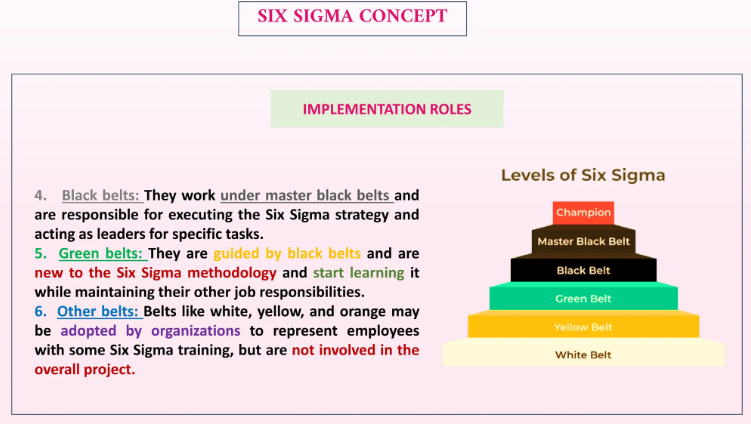 SIX SIGMA CONCEPT
IMPLEMENTATION ROLES
4. Black belts: They work under master black belts and
are responsible for executing the Six Sigma strategy and
acting as leaders for specific tasks.
5. Green belts: They are guided by black belts and are
new to the Six Sigma methodology and start learning it
while maintaining their other job responsibilities.
6. Other belts: Belts like white, yellow, and orange may
be adopted by organizations to represent employees
with some Six Sigma training, but are not involved in the
overall project.
Levels of Six Sigma
Champion
Master Black Belt
Black Belt
Green Belt
Yellow Belt
White Belt